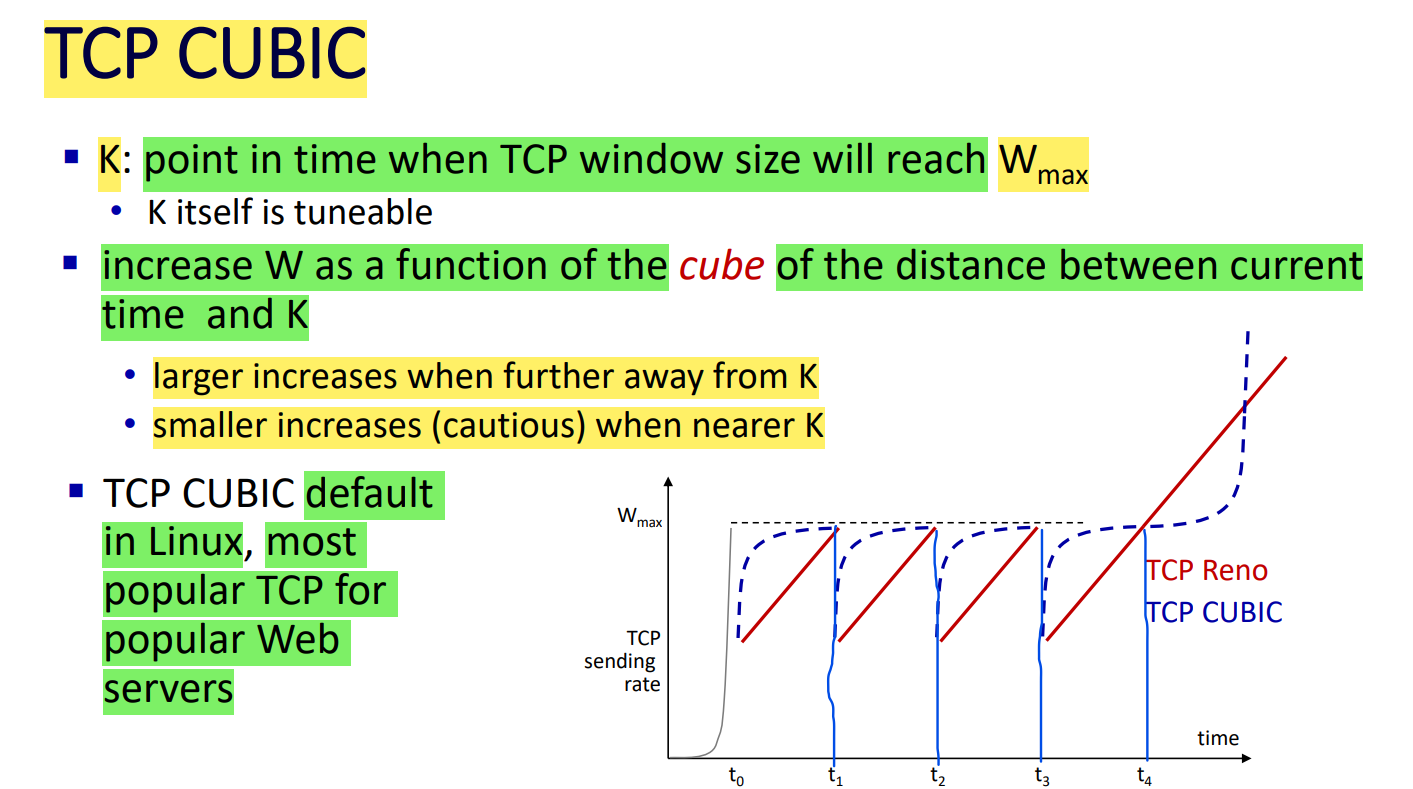 TCP CUBIC
K: point in time when TCP window size will reach Wmax
K itself is tuneable
increase W as a function of the cube of the distance between current
time and K
larger increases when further away from K
smaller increases (cautious) when nearer K
TCP CUBIC default
in Linux, most
popular TCP for
popular Web
servers
Wmax
TCP
sending
rate
TCP Reno
TCP CUBIC
time
t0 t1 t2 t3 t4